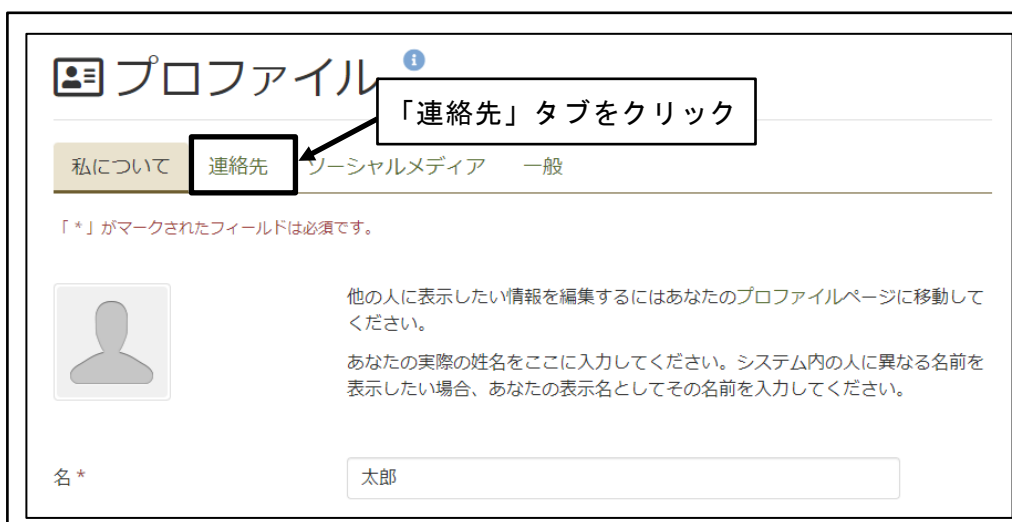 プロファイル
「連絡先」タブをクリック
私について 連絡先 ソーシャルメディア 一般
「*」がマークされたフィールドは必須です。
他の人に表示したい情報を編集するにはあなたのプロファイルページに移動して
ください。
あなたの実際の姓名をここに入力してください。システム内の人に異なる名前を
表示したい場合、あなたの表示名としてその名前を入力してください。
名 *
太郎